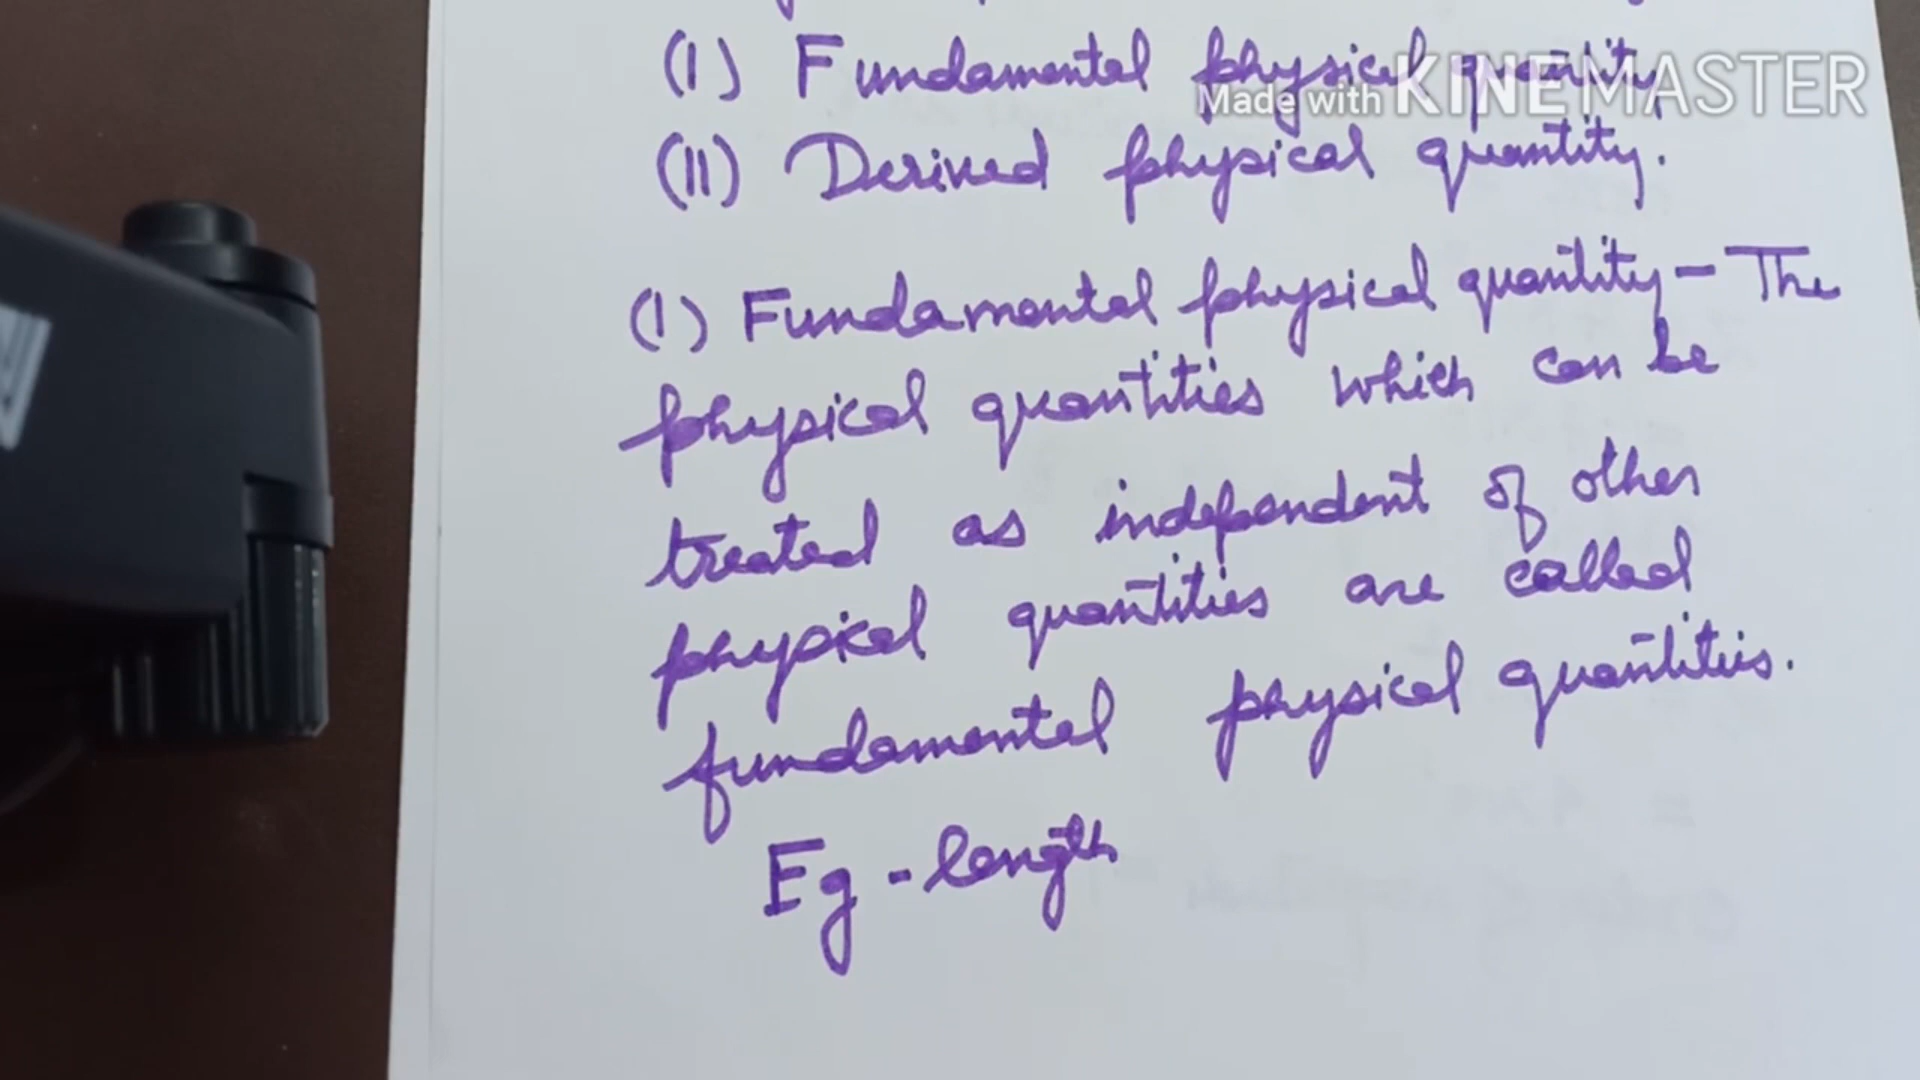 (I) Fundamental physical quantity
Made with KINEMASTER
(II) Derived physical quantity.
(I) Fundamental physical quantity - The
physical quantities which can be
treated as independent of other
physical quantities are called
fundamental physical quantities.
Eg - length